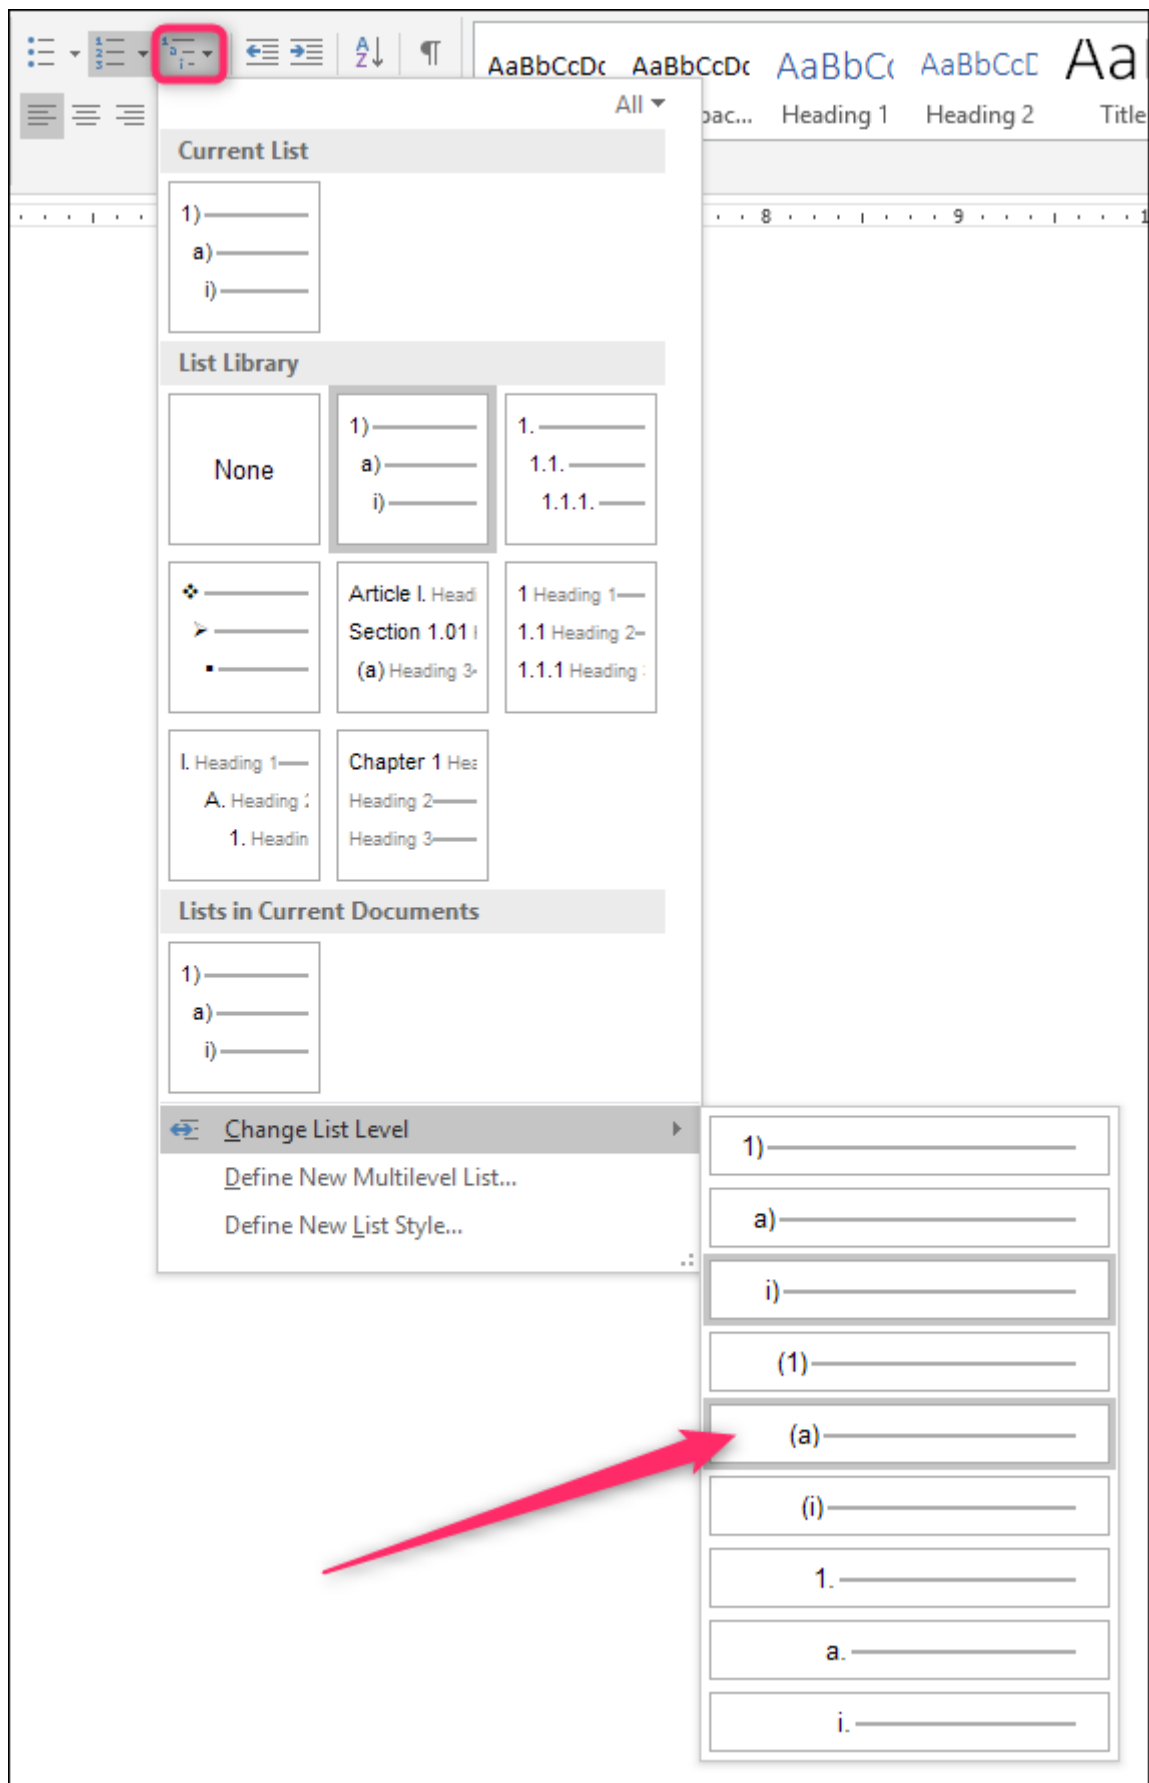 AaBbCcDc AaBbCcDc AaBbC( AaBbCcD Aa
All
pac... Heading 1 Heading 2 Title
Current List
1)
a)
i)
8 9 1
List Library
None
1)
a)
i)
1.
1.1.
1.1.1.
Article I. Headi
Section 1.01
(a) Heading 3
1 Heading 1
1.1 Heading 2
1.1.1 Heading
I. Heading 1
A. Heading
1. Headin
Chapter 1 Hea
Heading 2
Heading 3
Lists in Current Documents
1)
a)
i)
Change List Level
Define New Multilevel List...
Define New List Style...
1)
a)
i)
(1)
(a)
(i)
1.
a.
i.